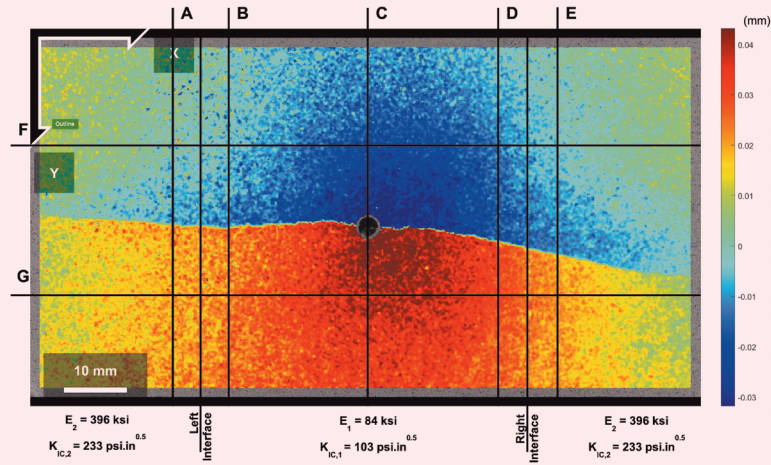 A
B
C
D
E
(mm)
X
Outline
F
Y
G
10 mm
0.04
0.03
0.02
0.01
0
-0.01
-0.02
-0.03
E2 = 396 ksi
KIC,2 = 233 psi.in0.5
Left
Interface
E1 = 84 ksi
KIC,1 = 103 psi.in0.5
Right
Interface
E2 = 396 ksi
KIC,2 = 233 psi.in0.5